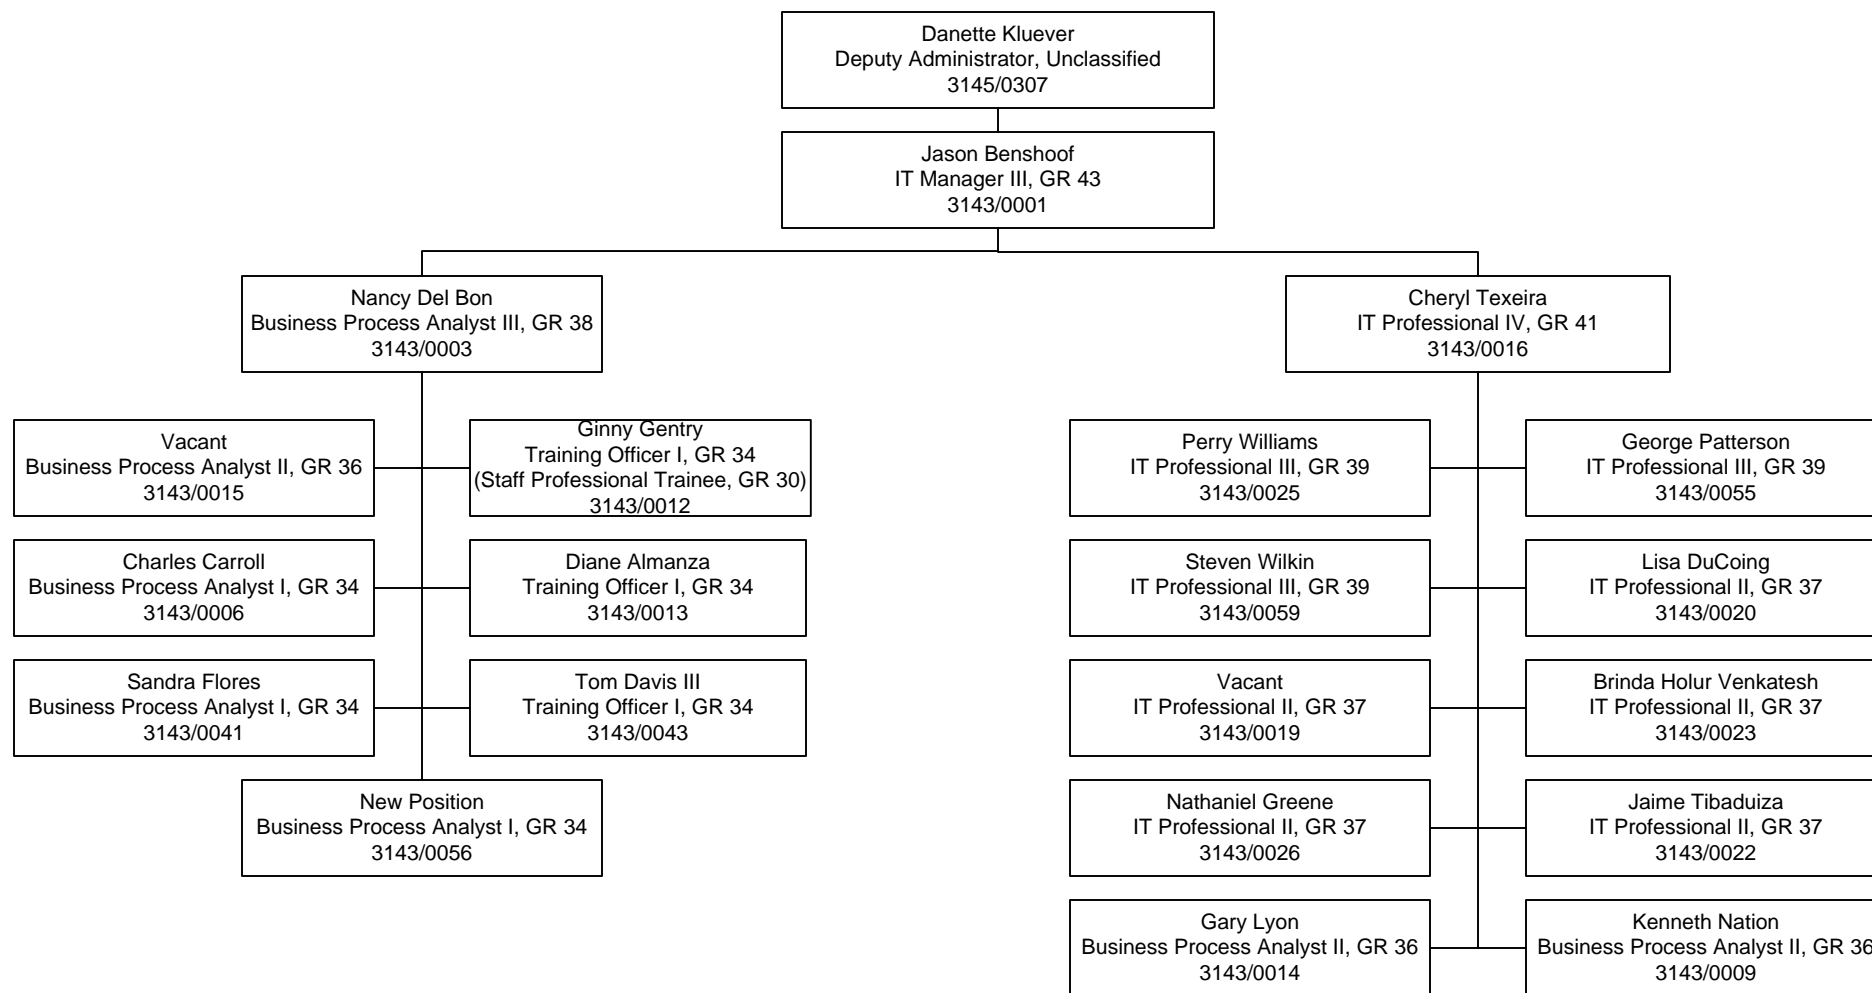 Danette Kluever
Deputy Administrator, Unclassified
3145/0307
Jason Benshoof
IT Manager III, GR 43
3143/0001
Nancy Del Bon
Business Process Analyst III, GR 38
3143/0003
Cheryl Texeira
IT Professional IV, GR 41
3143/0016
Vacant
Business Process Analyst II, GR 36
3143/0015
Ginny Gentry
Training Officer I, GR 34
(Staff Professional Trainee, GR 30)
3143/0012
Charles Carroll
Business Process Analyst I, GR 34
3143/0006
Diane Almanza
Training Officer I, GR 34
3143/0013
Sandra Flores
Business Process Analyst I, GR 34
3143/0041
Tom Davis III
Training Officer I, GR 34
3143/0043
New Position
Business Process Analyst I, GR 34
3143/0056
Perry Williams
IT Professional III, GR 39
3143/0025
George Patterson
IT Professional III, GR 39
3143/0055
Steven Wilkin
IT Professional III, GR 39
3143/0059
Lisa DuCoing
IT Professional II, GR 37
3143/0020
Vacant
IT Professional II, GR 37
3143/0019
Brinda Holur Venkatesh
IT Professional II, GR 37
3143/0023
Nathaniel Greene
IT Professional II, GR 37
3143/0026
Jaime Tibaduiza
IT Professional II, GR 37
3143/0022
Gary Lyon
Business Process Analyst II, GR 36
3143/0014
Kenneth Nation
Business Process Analyst II, GR 36
3143/0009